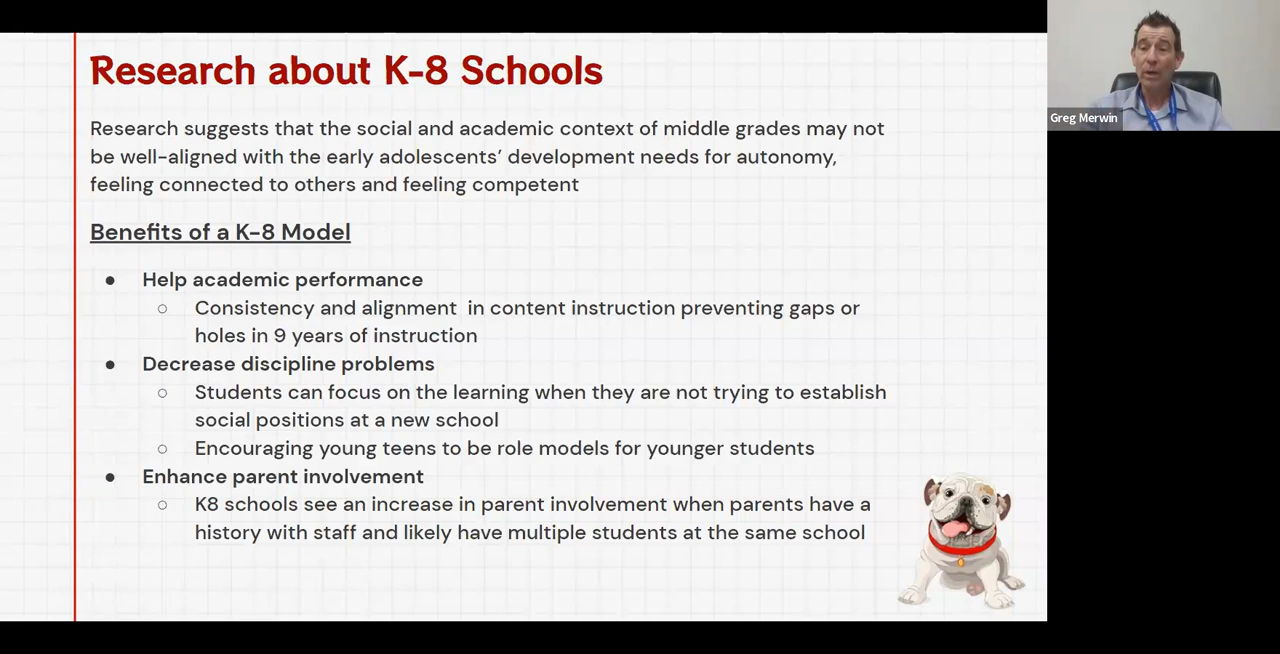 Research about K-8 Schools
Research suggests that the social and academic context of middle grades may not
be well-aligned with the early adolescents’ development needs for autonomy,
feeling connected to others and feeling competent
Benefits of a K-8 Model
● Help academic performance
○ Consistency and alignment in content instruction preventing gaps or
holes in 9 years of instruction
● Decrease discipline problems
○ Students can focus on the learning when they are not trying to establish
social positions at a new school
○ Encouraging young teens to be role models for younger students
● Enhance parent involvement
○ K8 schools see an increase in parent involvement when parents have a
history with staff and likely have multiple students at the same school
Greg Merwin